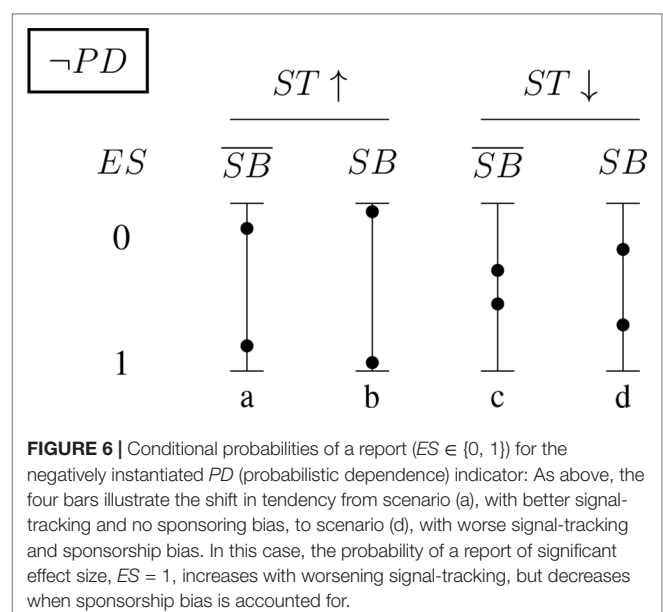 ¬PD
ST ↑ ST ↓
ES S̅B̅ SB S̅B̅ SB
0
1
a b c d
FIGURE 6 | Conditional probabilities of a report (ES ∈ {0, 1}) for the
negatively instantiated PD (probabilistic dependence) indicator: As above, the
four bars illustrate the shift in tendency from scenario (a), with better signal-
tracking and no sponsoring bias, to scenario (d), with worse signal-tracking
and sponsorship bias. In this case, the probability of a report of significant
effect size, ES = 1, increases with worsening signal-tracking, but decreases
when sponsorship bias is accounted for.